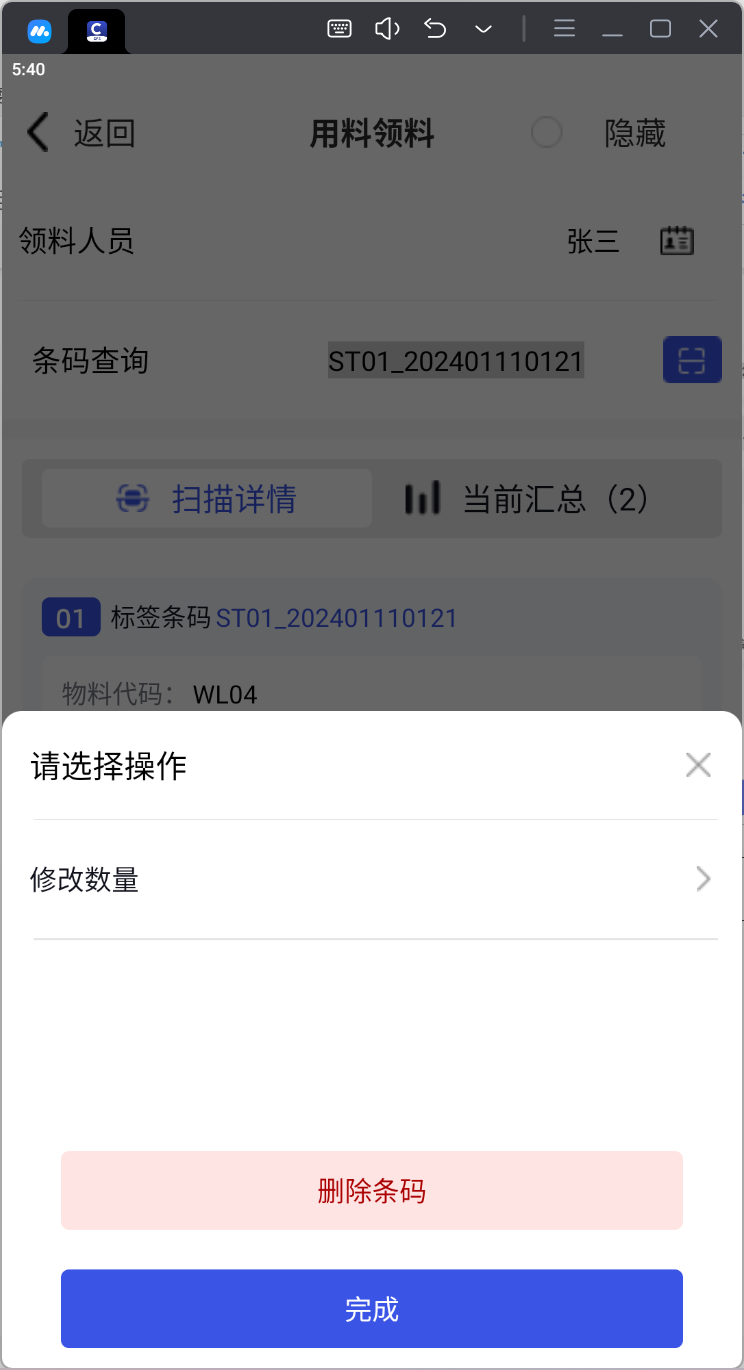 5:40
返回 用料领料 隐藏
领料人员 张三
条码查询 ST01_202401110121
扫描详情 当前汇总（2）
01 标签条码 ST01_202401110121
物料代码： WL04
请选择操作
修改数量
删除条码
完成